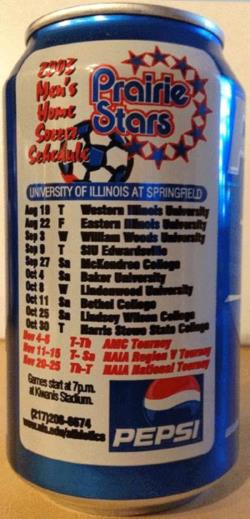 2003
Men's
Home
Soccer
Schedule
Prairie
Stars
UNIVERSITY OF ILLINOIS AT SPRINGFIELD
Aug 19 T Western Illinois University
Aug 22 F Eastern Illinois University
Sep 3 W William Woods University
Sep 9 T SIU Edwardsville
Sep 27 Sa McKendree College
Oct 4 Sa Baker University
Oct 8 W Lindenwood University
Oct 11 Sa Bethel College
Oct 25 Sa Lindsey Wilson College
Oct 30 T Harris Stowe State College
Nov 4-6 T-Th AMC Tourney
Nov 11-15 T-Sa NAIA Region V Tourney
Nov 20-25 Th-T NAIA National Tourney
Games start at 7p.m.
at Kiwanis Stadium.
(217)206-6674
www.uis.edu/athletics
PEPSI